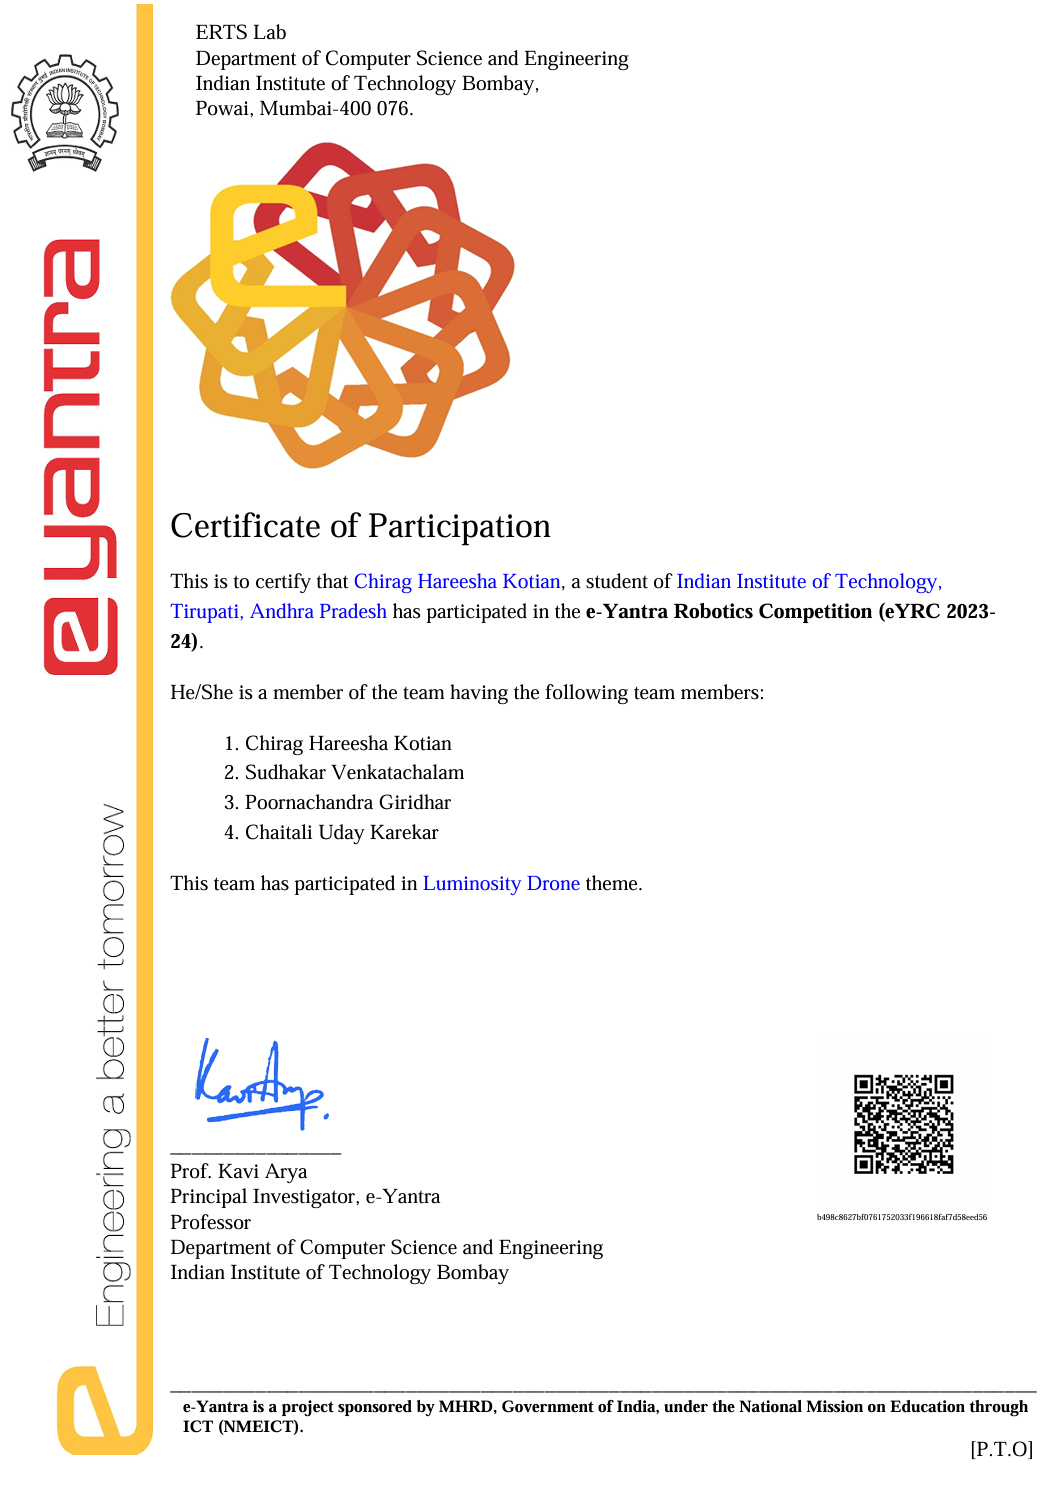 ERTS Lab
Department of Computer Science and Engineering
Indian Institute of Technology Bombay,
Powai, Mumbai-400 076.
eyantra
Engineering a better tomorrow
e
Certificate of Participation
This is to certify that Chirag Hareesha Kotian, a student of Indian Institute of Technology,
Tirupati, Andhra Pradesh has participated in the e-Yantra Robotics Competition (eYRC 2023-
24).
He/She is a member of the team having the following team members:
1. Chirag Hareesha Kotian
2. Sudhakar Venkatachalam
3. Poornachandra Giridhar
4. Chaitali Uday Karekar
This team has participated in Luminosity Drone theme.
Kavi Arya
Prof. Kavi Arya
Principal Investigator, e-Yantra
Professor
Department of Computer Science and Engineering
Indian Institute of Technology Bombay
b498c8627bf0761752033f196618faf7d58eed56
e-Yantra is a project sponsored by MHRD, Government of India, under the National Mission on Education through
ICT (NMEICT).
[P.T.O]